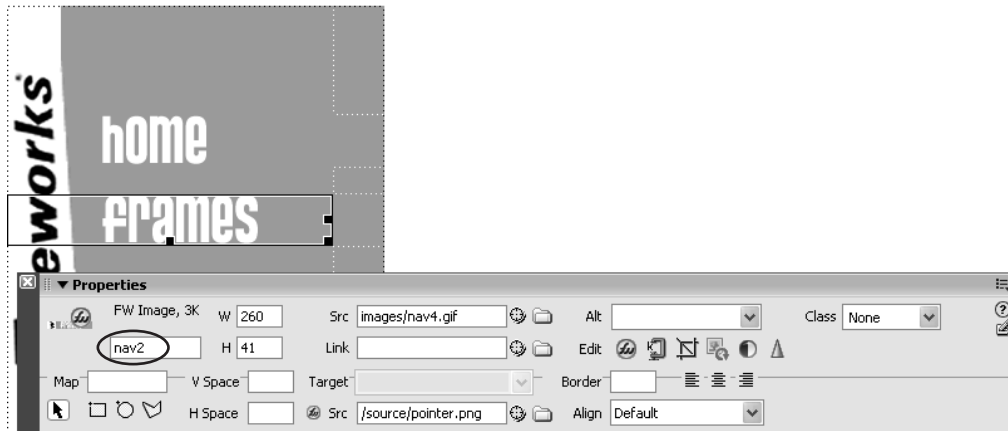 eworks
home
frames
Properties
FW Image, 3K W 260 Src images/nav4.gif Alt Class None
nav2 H 41 Link Edit
Map V Space Target Border
H Space Src /source/pointer.png Align Default